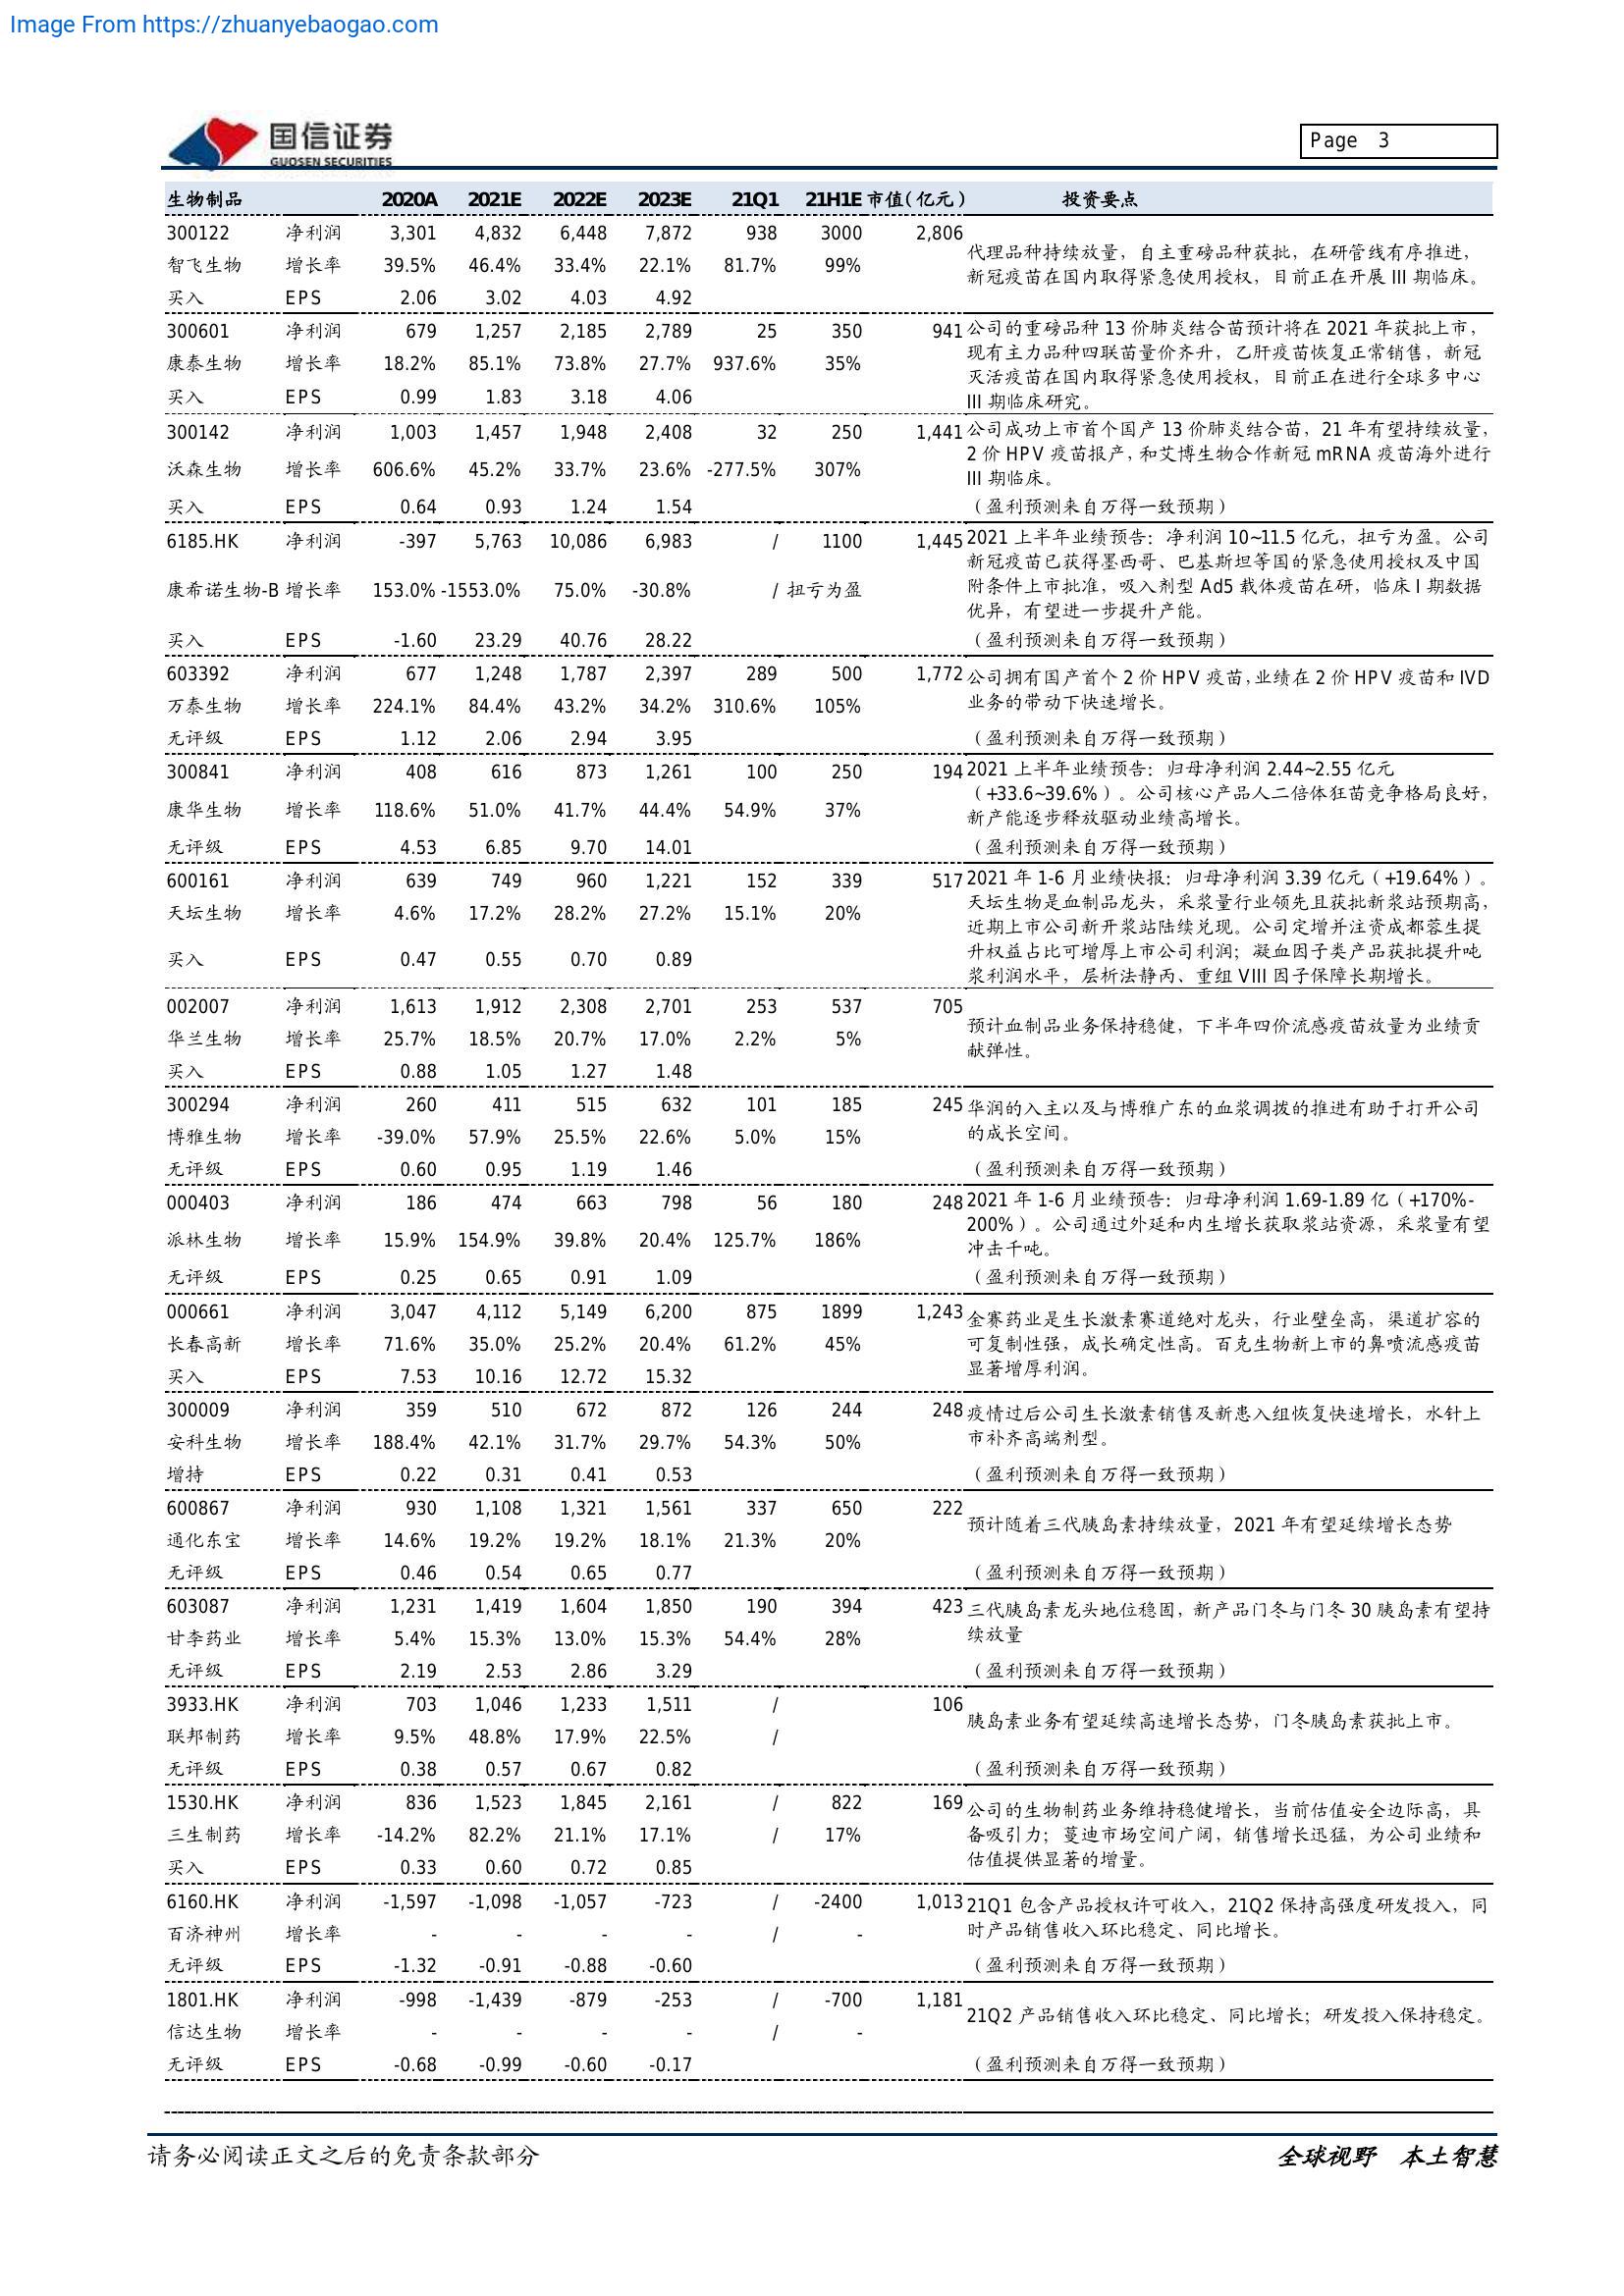 Image From https://zhuanyebaogao.com
国信证券
GUOSEN SECURITIES
Page 3
生物制品 2020A 2021E 2022E 2023E 21Q1 21H1E 市值(亿元) 投资要点
300122 净利润 3,301 4,832 6,448 7,872 938 3000 2,806
智飞生物 增长率 39.5% 46.4% 33.4% 22.1% 81.7% 99%
买入 EPS 2.06 3.02 4.03 4.92
代理品种持续放量，自主重磅品种获批，在研管线有序推进，
新冠疫苗在国内取得紧急使用授权，目前正在开展 III 期临床。
300601 净利润 679 1,257 2,185 2,789 25 350 941
康泰生物 增长率 18.2% 85.1% 73.8% 27.7% 937.6% 35%
买入 EPS 0.99 1.83 3.18 4.06
公司的重磅品种 13 价肺炎结合苗预计将在 2021 年获批上市，
现有主力品种四联苗量价齐升，乙肝疫苗恢复正常销售，新冠
灭活疫苗在国内取得紧急使用授权，目前正在进行全球多中心
III 期临床研究。
300142 净利润 1,003 1,457 1,948 2,408 32 250 1,441
沃森生物 增长率 606.6% 45.2% 33.7% 23.6% -277.5% 307%
买入 EPS 0.64 0.93 1.24 1.54
公司成功上市首个国产 13 价肺炎结合苗，21 年有望持续放量，
2 价 HPV 疫苗报产，和艾博生物合作新冠 mRNA 疫苗海外进行
III 期临床。
（盈利预测来自万得一致预期）
6185.HK 净利润 -397 5,763 10,086 6,983 / 1100 1,445
康希诺生物-B 增长率 153.0% -1553.0% 75.0% -30.8% / 扭亏为盈
买入 EPS -1.60 23.29 40.76 28.22
2021 上半年业绩预告：净利润 10~11.5 亿元，扭亏为盈。公司
新冠疫苗已获得墨西哥、巴基斯坦等国的紧急使用授权及中国
附条件上市批准，吸入剂型 Ad5 载体疫苗在研，临床 I 期数据
优异，有望进一步提升产能。
（盈利预测来自万得一致预期）
603392 净利润 677 1,248 1,787 2,397 289 500 1,772
万泰生物 增长率 224.1% 84.4% 43.2% 34.2% 310.6% 105%
无评级 EPS 1.12 2.06 2.94 3.95
公司拥有国产首个 2 价 HPV 疫苗，业绩在 2 价 HPV 疫苗和 IVD
业务的带动下快速增长。
（盈利预测来自万得一致预期）
300841 净利润 408 616 873 1,261 100 250 194
康华生物 增长率 118.6% 51.0% 41.7% 44.4% 54.9% 37%
无评级 EPS 4.53 6.85 9.70 14.01
2021 上半年业绩预告：归母净利润 2.44~2.55 亿元
（+33.6~39.6%）。公司核心产品人二倍体狂苗竞争格局良好，
新产能逐步释放驱动业绩高增长。
（盈利预测来自万得一致预期）
600161 净利润 639 749 960 1,221 152 339 517
天坛生物 增长率 4.6% 17.2% 28.2% 27.2% 15.1% 20%
买入 EPS 0.47 0.55 0.70 0.89
2021 年 1-6 月业绩快报：归母净利润 3.39 亿元（+19.64%）。
天坛生物是血制品龙头，采浆量行业领先且获批新浆站预期高，
近期上市公司新开浆站陆续兑现。公司定增并注资成都蓉生提
升权益占比可增厚上市公司利润；凝血因子类产品获批提升吨
浆利润水平，层析法静丙、重组 VIII 因子保障长期增长。
002007 净利润 1,613 1,912 2,308 2,701 253 537 705
华兰生物 增长率 25.7% 18.5% 20.7% 17.0% 2.2% 5%
买入 EPS 0.88 1.05 1.27 1.48
预计血制品业务保持稳健，下半年四价流感疫苗放量为业绩贡
献弹性。
300294 净利润 260 411 515 632 101 185 245
博雅生物 增长率 -39.0% 57.9% 25.5% 22.6% 5.0% 15%
无评级 EPS 0.60 0.95 1.19 1.46
华润的入主以及与博雅广东的血浆调拨的推进有助于打开公司
的成长空间。
（盈利预测来自万得一致预期）
000403 净利润 186 474 663 798 56 180 248
派林生物 增长率 15.9% 154.9% 39.8% 20.4% 125.7% 186%
无评级 EPS 0.25 0.65 0.91 1.09
2021 年 1-6 月业绩预告：归母净利润 1.69-1.89 亿（+170%-
200%）。公司通过外延和内生增长获取浆站资源，采浆量有望
冲击千吨。
（盈利预测来自万得一致预期）
000661 净利润 3,047 4,112 5,149 6,200 875 1899 1,243
长春高新 增长率 71.6% 35.0% 25.2% 20.4% 61.2% 45%
买入 EPS 7.53 10.16 12.72 15.32
金赛药业是生长激素赛道绝对龙头，行业壁垒高，渠道扩容的
可复制性强，成长确定性高。百克生物新上市的鼻喷流感疫苗
显著增厚利润。
300009 净利润 359 510 672 872 126 244 248
安科生物 增长率 188.4% 42.1% 31.7% 29.7% 54.3% 50%
增持 EPS 0.22 0.31 0.41 0.53
疫情过后公司生长激素销售及新患入组恢复快速增长，水针上
市补齐高端剂型。
（盈利预测来自万得一致预期）
600867 净利润 930 1,108 1,321 1,561 337 650 222
通化东宝 增长率 14.6% 19.2% 19.2% 18.1% 21.3% 20%
无评级 EPS 0.46 0.54 0.65 0.77
预计随着三代胰岛素持续放量，2021 年有望延续增长态势
（盈利预测来自万得一致预期）
603087 净利润 1,231 1,419 1,604 1,850 190 394 423
甘李药业 增长率 5.4% 15.3% 13.0% 15.3% 54.4% 28%
无评级 EPS 2.19 2.53 2.86 3.29
三代胰岛素龙头地位稳固，新产品门冬与门冬 30 胰岛素有望持
续放量
（盈利预测来自万得一致预期）
3933.HK 净利润 703 1,046 1,233 1,511 / 106
联邦制药 增长率 9.5% 48.8% 17.9% 22.5% /
无评级 EPS 0.38 0.57 0.67 0.82
胰岛素业务有望延续高速增长态势，门冬胰岛素获批上市。
（盈利预测来自万得一致预期）
1530.HK 净利润 836 1,523 1,845 2,161 / 822 169
三生制药 增长率 -14.2% 82.2% 21.1% 17.1% / 17%
买入 EPS 0.33 0.60 0.72 0.85
公司的生物制药业务维持稳健增长，当前估值安全边际高，具
备吸引力；蔓迪市场空间广阔，销售增长迅猛，为公司业绩和
估值提供显著的增量。
6160.HK 净利润 -1,597 -1,098 -1,057 -723 / -2400 1,013
百济神州 增长率 - - - - / -
无评级 EPS -1.32 -0.91 -0.88 -0.60
21Q1 包含产品授权许可收入，21Q2 保持高强度研发投入，同
时产品销售收入环比稳定、同比增长。
（盈利预测来自万得一致预期）
1801.HK 净利润 -998 -1,439 -879 -253 / -700 1,181
信达生物 增长率 - - - - / -
无评级 EPS -0.68 -0.99 -0.60 -0.17
21Q2 产品销售收入环比稳定、同比增长；研发投入保持稳定。
（盈利预测来自万得一致预期）
请务必阅读正文之后的免责条款部分
全球视野 本土智慧